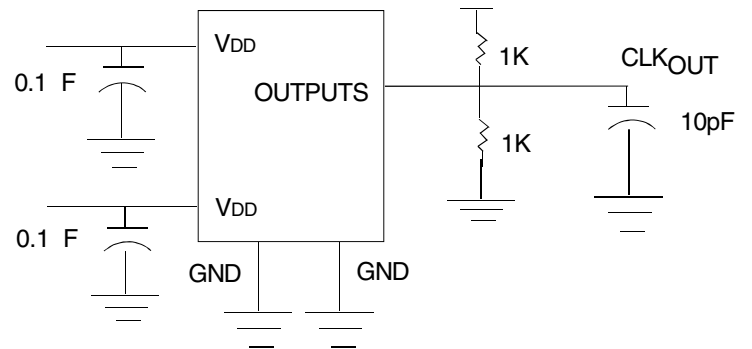 VDD
1K
CLKOUT
0.1 F
OUTPUTS
10pF
1K
VDD
0.1 F
GND
GND